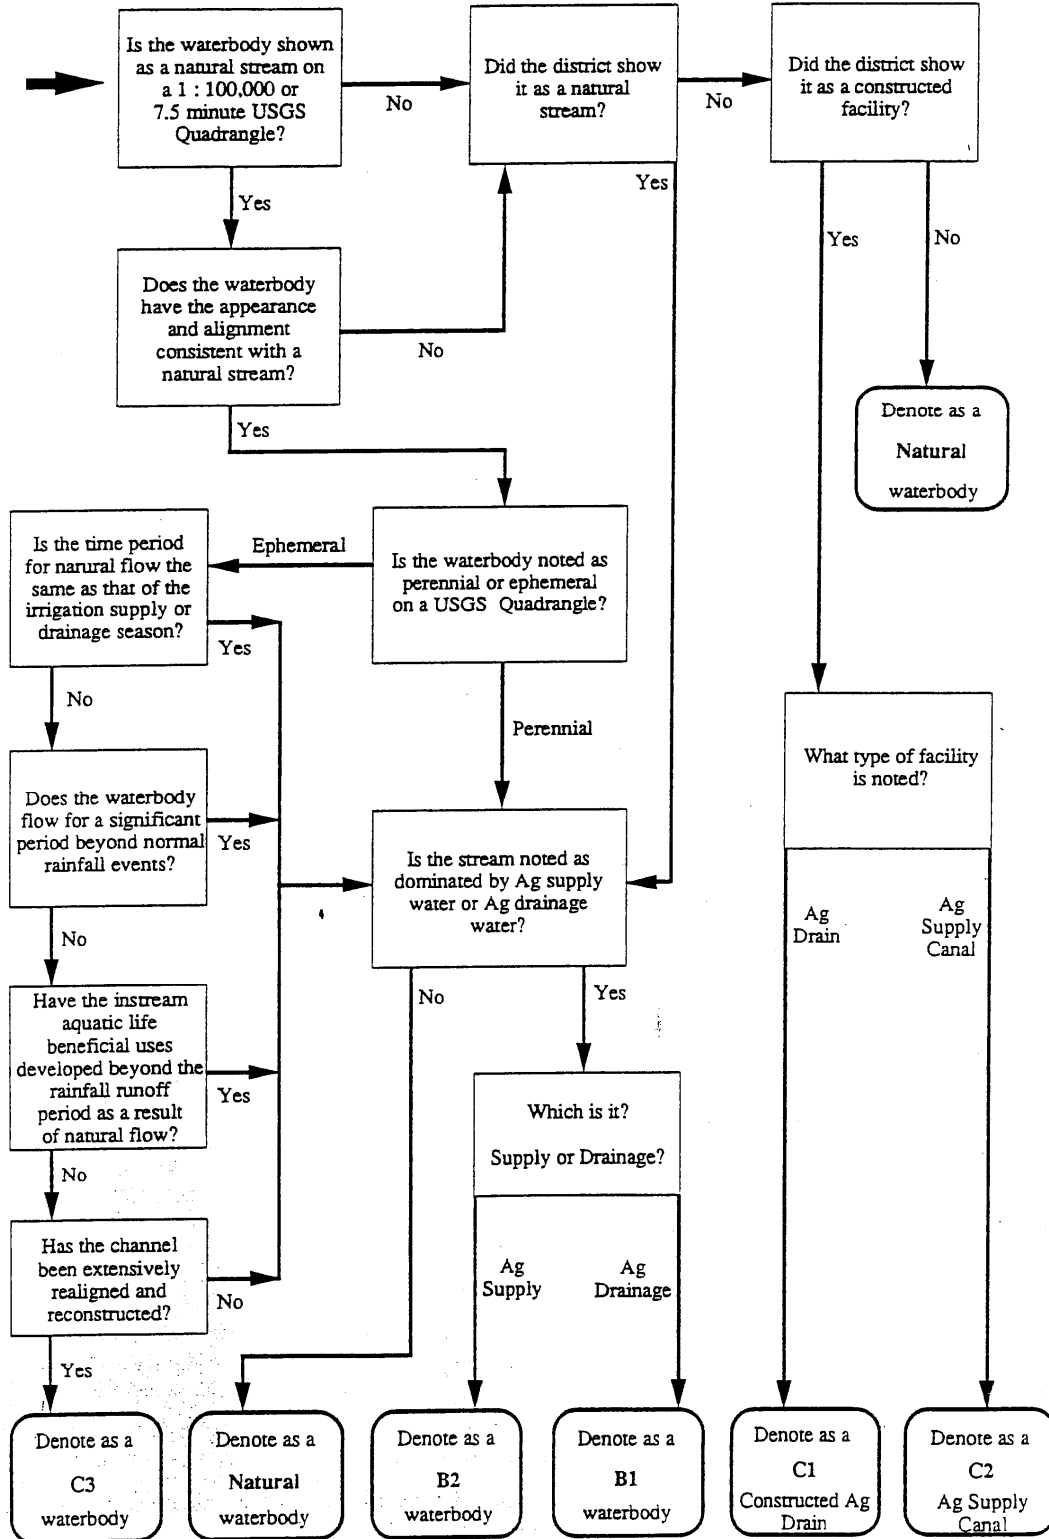 Is the waterbody shown
as a natural stream on
a 1 : 100,000 or
7.5 minute USGS
Quadrangle?
No
Did the district show
it as a natural
stream?
No
Did the district show
it as a constructed
facility?
Yes
Yes
Yes
No
Does the waterbody
have the appearance
and alignment
consistent with a
natural stream?
No
Yes
Denote as a
Natural
waterbody
Is the time period
for natural flow the
same as that of the
irrigation supply or
drainage season?
Ephemeral
Is the waterbody noted as
perennial or ephemeral
on a USGS Quadrangle?
Yes
No
Perennial
What type of facility
is noted?
Does the waterbody
flow for a significant
period beyond normal
rainfall events?
Yes
Is the stream noted as
dominated by Ag supply
water or Ag drainage
water?
Ag
Drain
Ag
Supply
Canal
No
No
Yes
Have the instream
aquatic life
beneficial uses
developed beyond the
rainfall runoff
period as a result
of natural flow?
Yes
Which is it?
Supply or Drainage?
No
Has the channel
been extensively
realigned and
reconstructed?
No
Ag
Supply
Ag
Drainage
Yes
Denote as a
C3
waterbody
Denote as a
Natural
waterbody
Denote as a
B2
waterbody
Denote as a
B1
waterbody
Denote as a
C1
Constructed Ag
Drain
Denote as a
C2
Ag Supply
Canal